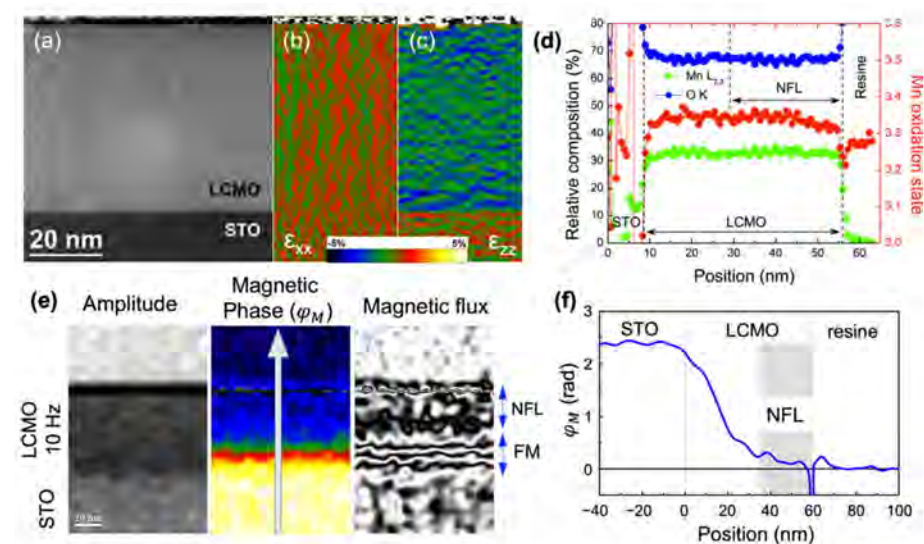 (a)
LCMO
STO
20 nm
(b)
εxx
-5%
5%
(c)
εzz
(d)
Relative composition (%)
80
70
60
50
40
30
20
10
0
Mn L2,3
O K
NFL
Resine
STO
LCMO
0 10 20 30 40 50 60
Position (nm)
Mn oxidation state
3.8
3.6
3.4
3.3
3.2
3.1
3.0
(e)
Amplitude
Magnetic
Phase (φM)
Magnetic flux
LCMO
10 Hz
STO
NFL
FM
(f)
φM (rad)
3
2
1
0
STO
LCMO
resine
NFL
-40 -20 0 20 40 60 80 100
Position (nm)